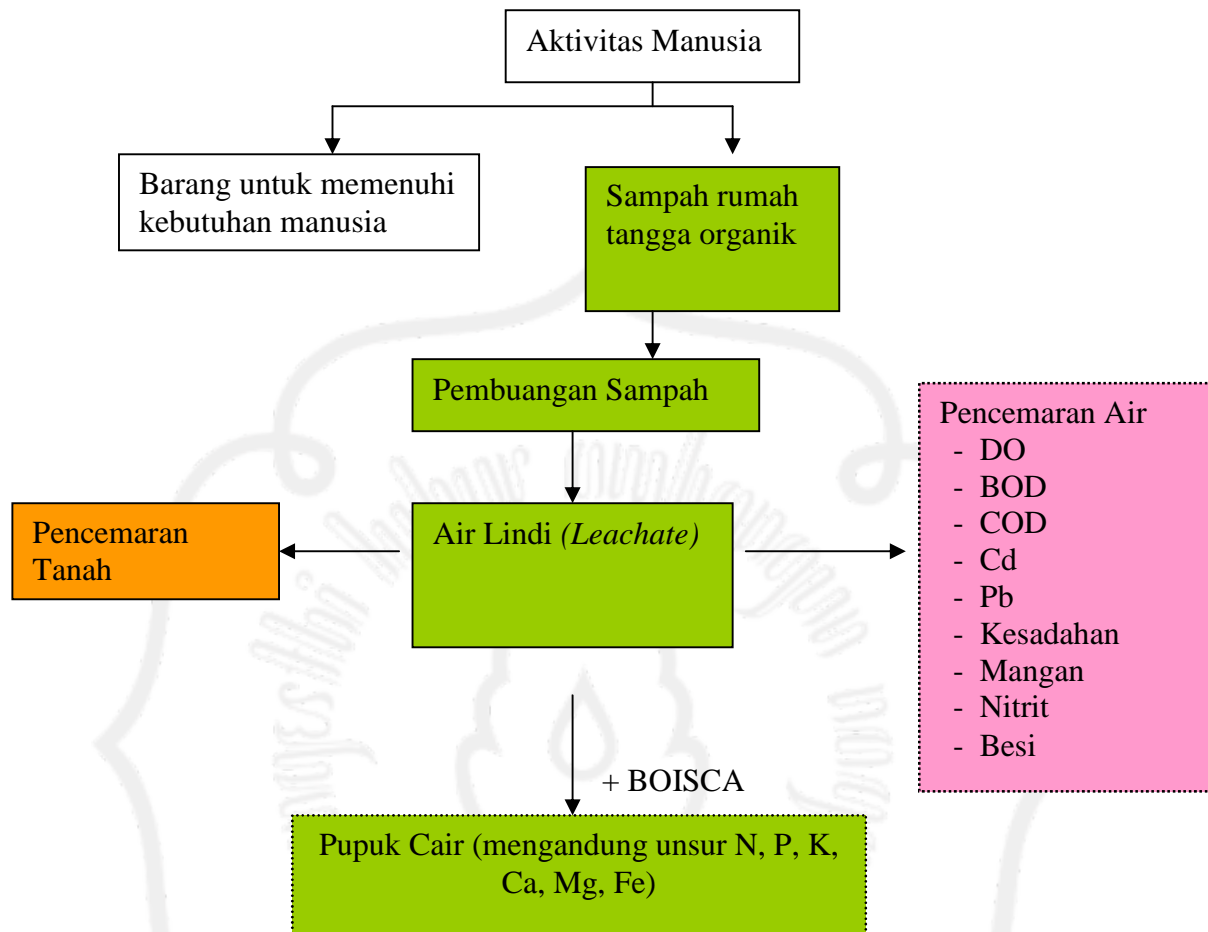 Aktivitas Manusia
Barang untuk memenuhi
kebutuhan manusia
Sampah rumah
tangga organik
Pembuangan Sampah
Pencemaran Air
- DO
- BOD
- COD
- Cd
- Pb
- Kesadahan
- Mangan
- Nitrit
- Besi
Pencemaran
Tanah
Air Lindi (Leachate)
+ BOISCA
Pupuk Cair (mengandung unsur N, P, K,
Ca, Mg, Fe)